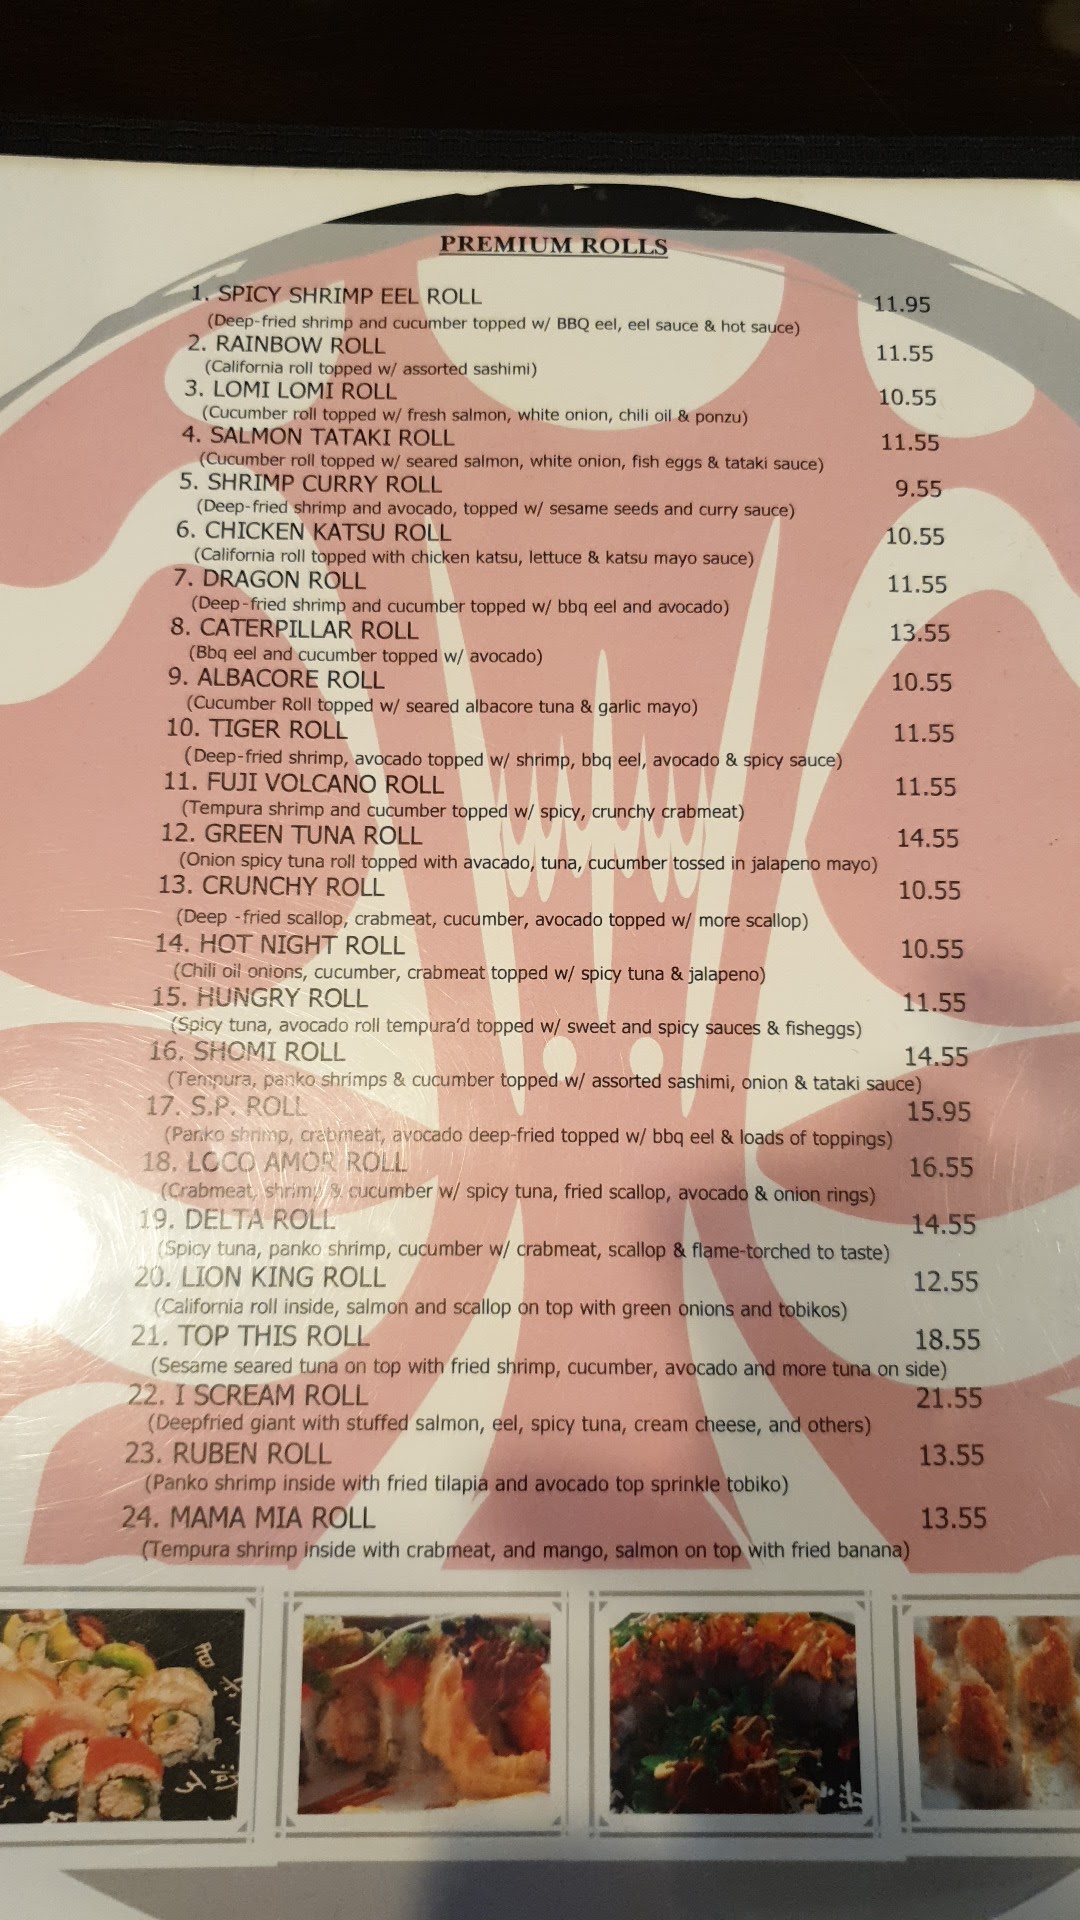 PREMIUM ROLLS
1. SPICY SHRIMP EEL ROLL 11.95
(Deep-fried shrimp and cucumber topped w/ BBQ eel, eel sauce & hot sauce)
2. RAINBOW ROLL 11.55
(California roll topped w/ assorted sashimi)
3. LOMI LOMI ROLL 10.55
(Cucumber roll topped w/ fresh salmon, white onion, chili oil & ponzu)
4. SALMON TATAKI ROLL 11.55
(Cucumber roll topped w/ seared salmon, white onion, fish eggs & tataki sauce)
5. SHRIMP CURRY ROLL 9.55
(Deep-fried shrimp and avocado, topped w/ sesame seeds and curry sauce)
6. CHICKEN KATSU ROLL 10.55
(California roll topped with chicken katsu, lettuce & katsu mayo sauce)
7. DRAGON ROLL 11.55
(Deep-fried shrimp and cucumber topped w/ bbq eel and avocado)
8. CATERPILLAR ROLL 13.55
(Bbq eel and cucumber topped w/ avocado)
9. ALBACORE ROLL 10.55
(Cucumber Roll topped w/ seared albacore tuna & garlic mayo)
10. TIGER ROLL 11.55
(Deep-fried shrimp, avocado topped w/ shrimp, bbq eel, avocado & spicy sauce)
11. FUJI VOLCANO ROLL 11.55
(Tempura shrimp and cucumber topped w/ spicy, crunchy crabmeat)
12. GREEN TUNA ROLL 14.55
(Onion spicy tuna roll topped with avacado, tuna, cucumber tossed in jalapeno mayo)
13. CRUNCHY ROLL 10.55
(Deep -fried scallop, crabmeat, cucumber, avocado topped w/ more scallop)
14. HOT NIGHT ROLL 10.55
(Chili oil onions, cucumber, crabmeat topped w/ spicy tuna & jalapeno)
15. HUNGRY ROLL 11.55
(Spicy tuna, avocado roll tempura'd topped w/ sweet and spicy sauces & fisheggs)
16. SHOMI ROLL 14.55
(Tempura, panko shrimps & cucumber topped w/ assorted sashimi, onion & tataki sauce)
17. S.P. ROLL 15.95
(Panko shrimp, crabmeat, avocado deep-fried topped w/ bbq eel & loads of toppings)
18. LOCO AMOR ROLL 16.55
(Crabmeat, shrimp & cucumber w/ spicy tuna, fried scallop, avocado & onion rings)
19. DELTA ROLL 14.55
(Spicy tuna, panko shrimp, cucumber w/ crabmeat, scallop & flame-torched to taste)
20. LION KING ROLL 12.55
(California roll inside, salmon and scallop on top with green onions and tobikos)
21. TOP THIS ROLL 18.55
(Sesame seared tuna on top with fried shrimp, cucumber, avocado and more tuna on side)
22. I SCREAM ROLL 21.55
(Deepfried giant with stuffed salmon, eel, spicy tuna, cream cheese, and others)
23. RUBEN ROLL 13.55
(Panko shrimp inside with fried tilapia and avocado top sprinkle tobiko)
24. MAMA MIA ROLL 13.55
(Tempura shrimp inside with crabmeat, and mango, salmon on top with fried banana)